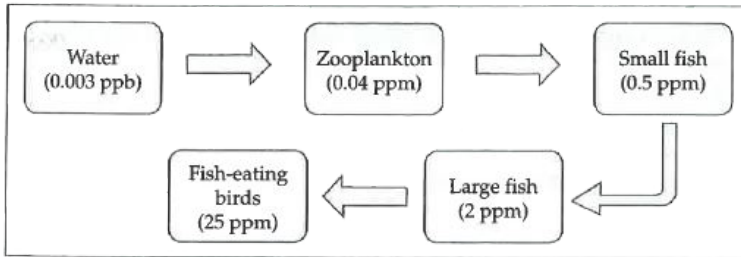 Water
(0.003 ppb)
Zooplankton
(0.04 ppm)
Small fish
(0.5 ppm)
Fish-eating
birds
(25 ppm)
Large fish
(2 ppm)